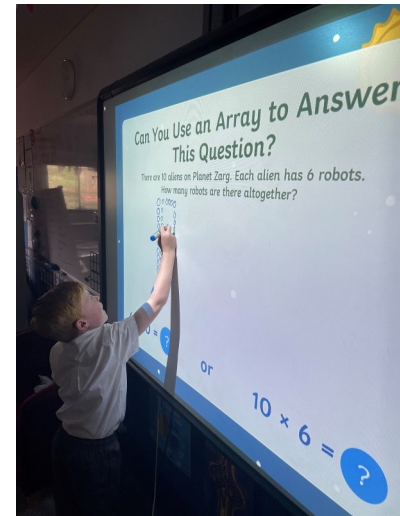 Can You Use an Array to Answer
This Question?
There are 10 aliens on Planet Zarg. Each alien has 6 robots.
How many robots are there altogether?
0 = ?
or
10 × 6 = ?